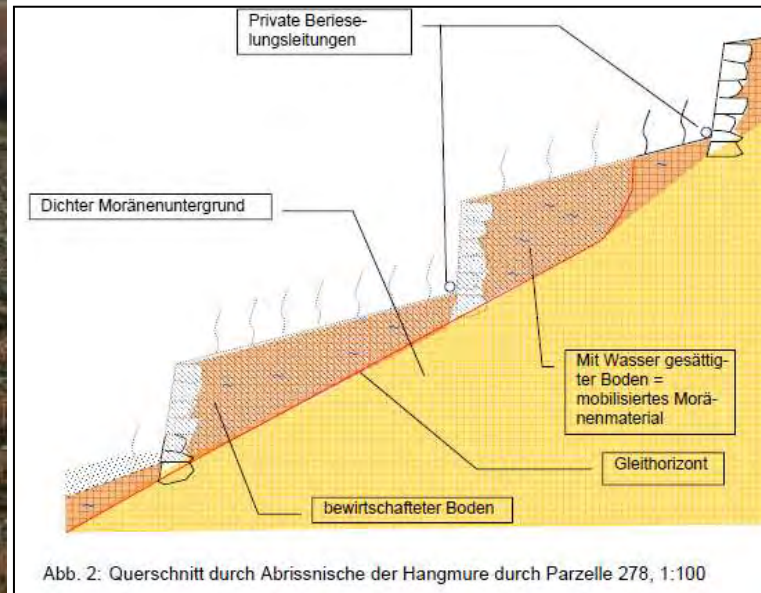 Private Beriese-
lungsleitungen
Dichter Moränenuntergrund
Mit Wasser gesättig-
ter Boden =
mobilisiertes Morä-
nenmaterial
Gleithorizont
bewirtschafteter Boden
Abb. 2: Querschnitt durch Abrissnische der Hangmure durch Parzelle 278, 1:100